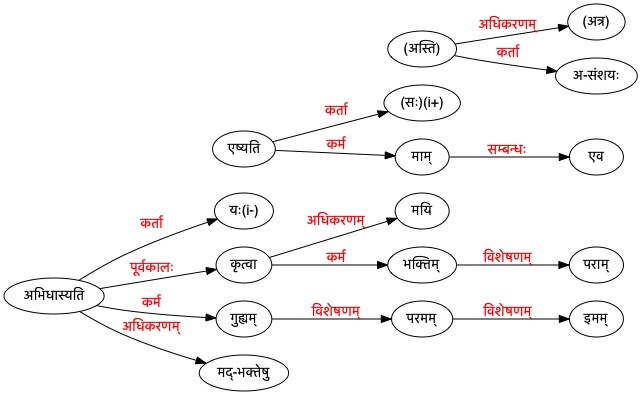 (अस्ति)
अधिकरणम्
(अत्र)
कर्ता
अ-संशयः
एष्यति
कर्ता
(सः)(i+)
कर्म
माम्
सम्बन्धः
एव
अभिधास्यति
कर्ता
यः(i-)
पूर्वकालः
कृत्वा
अधिकरणम्
मयि
कर्म
भक्तिम्
विशेषणम्
पराम्
कर्म
गुह्यम्
विशेषणम्
परमम्
विशेषणम्
इमम्
अधिकरणम्
मद्-भक्तेषु